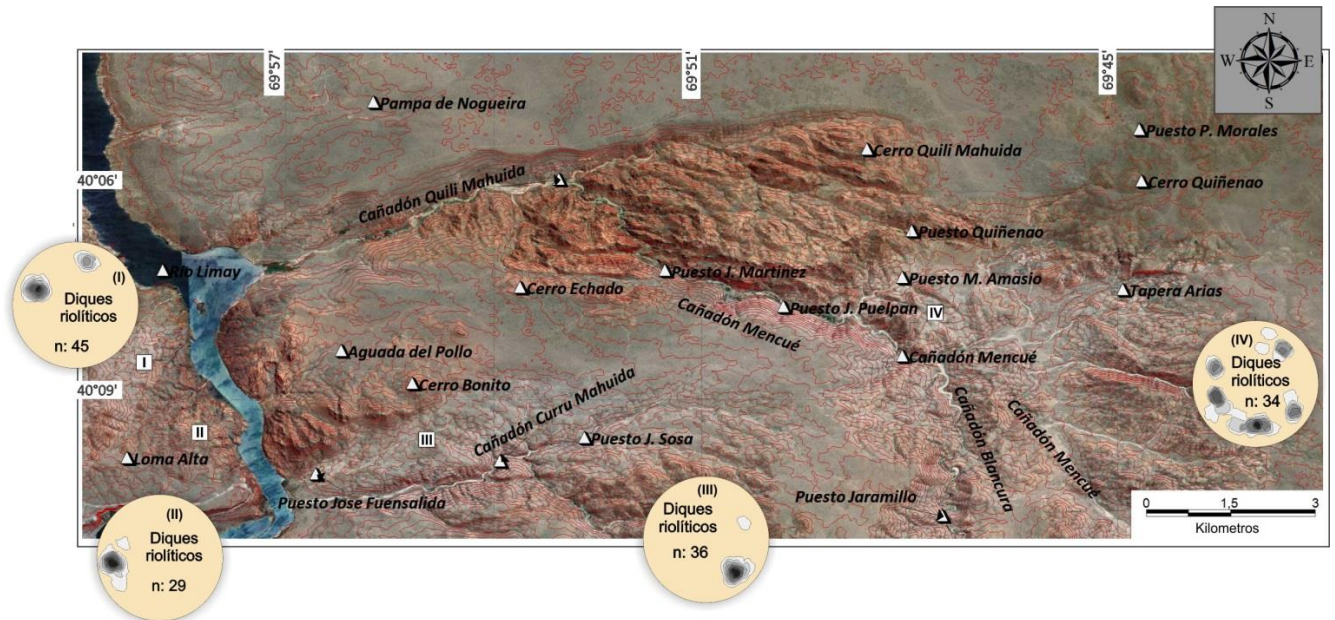 N
W E
S
69°57'
69°51'
69°45'
Pampa de Nogueira
Puesto P. Morales
Cerro Quili Mahuida
40°06'
Cerro Quiñenao
Cañadón Quili Mahuida
Puesto Quiñenao
(I)
Diques
riolíticos
n: 45
Río Limay
Puesto J. Martinez
Puesto M. Amasio
Cerro Echado
Tapera Arias
Puesto J. Puelpan
IV
Cañadón Mencué
(IV)
Diques
riolíticos
n: 34
I
Aguada del Pollo
Cañadón Mencué
40°09'
Cerro Bonito
Cañadón Curru Mahuida
Cañadón Blancura
Cañadón Mencué
II
III
Puesto J. Sosa
Loma Alta
Puesto Jose Fuensalida
Puesto Jaramillo
(II)
Diques
riolíticos
n: 29
(III)
Diques
riolíticos
n: 36
0 1,5 3
Kilometros